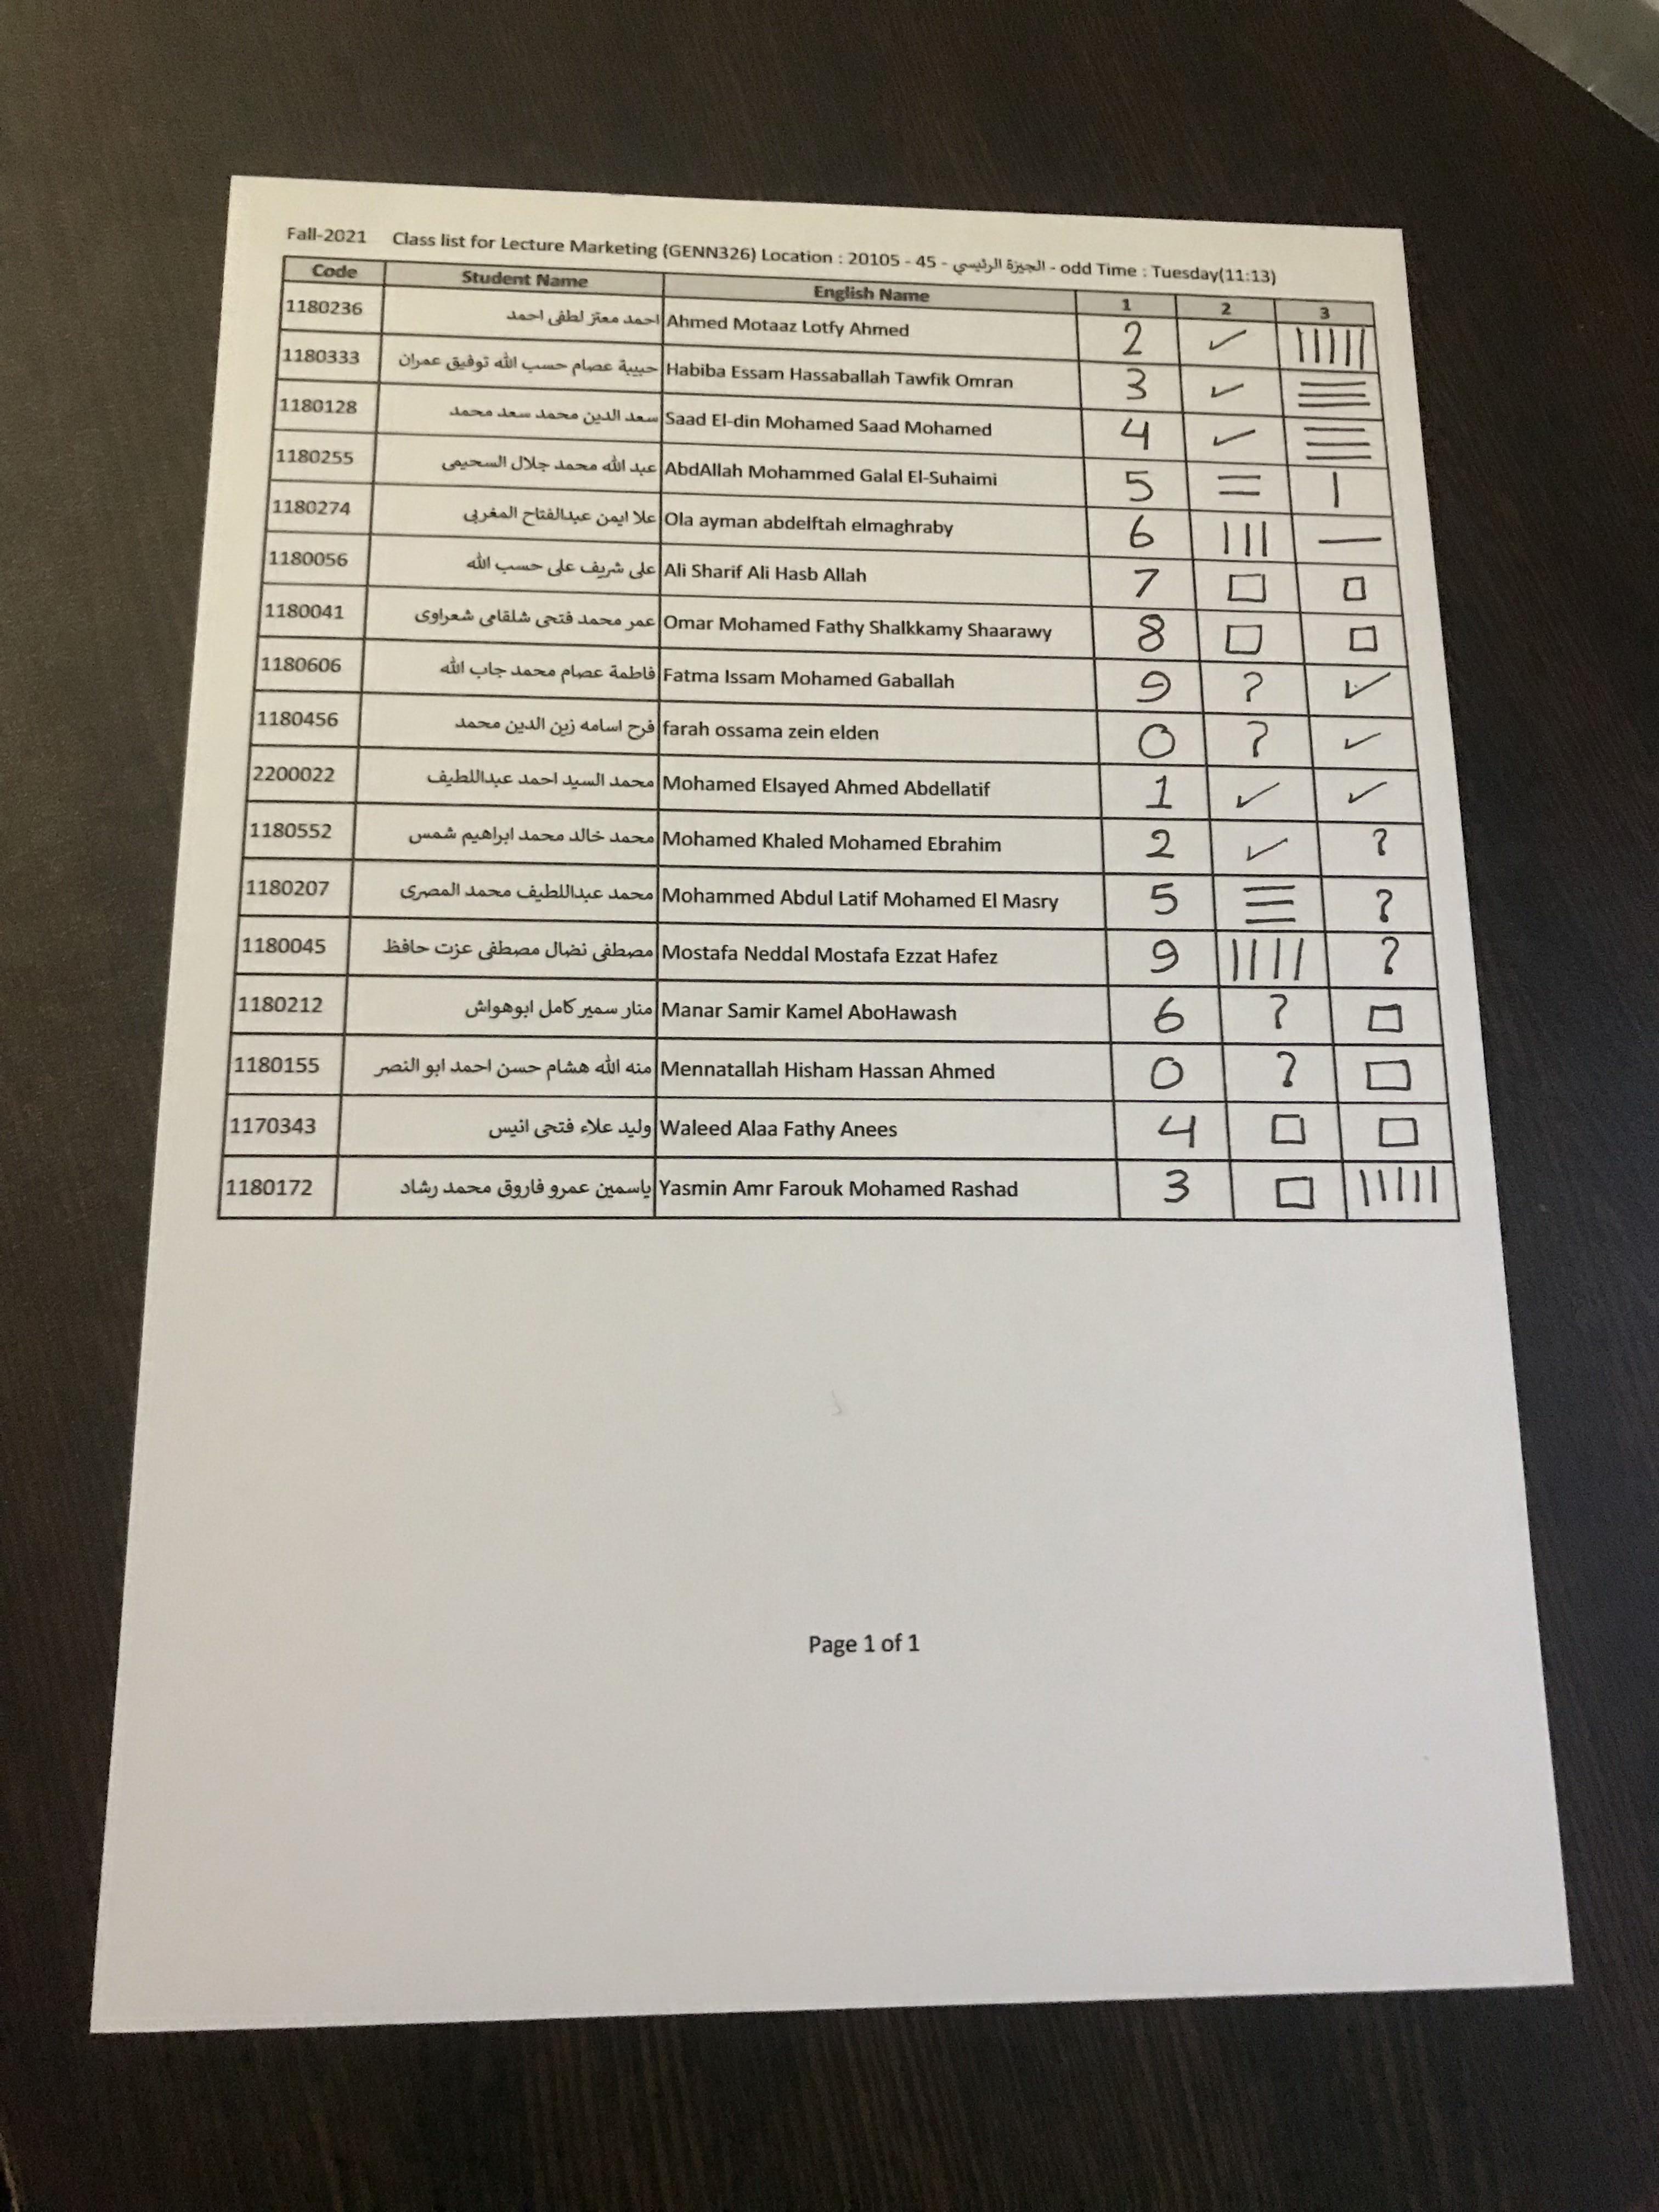 Fall-2021 Class list for Lecture Marketing (GENN326) Location : 20105 - 45 - الجيزة الرئيسي - odd Time : Tuesday(11:13)
Code Student Name English Name 1 2 3
1180236 احمد معتز لطفى احمد Ahmed Motaaz Lotfy Ahmed 2 ✓ |||||
1180333 حبيبة عصام حسب الله توفيق عمران Habiba Essam Hassaballah Tawfik Omran 3 ✓ ☰
1180128 سعد الدين محمد سعد محمد Saad El-din Mohamed Saad Mohamed 4 ✓ ☰
1180255 عبد الله محمد جلال السحيمى AbdAllah Mohammed Galal El-Suhaimi 5 = |
1180274 علا ايمن عبدالفتاح المغربى Ola ayman abdelftah elmaghraby 6 ||| —
1180056 على شريف على حسب الله Ali Sharif Ali Hasb Allah 7 □ □
1180041 عمر محمد فتحى شلقامى شعراوى Omar Mohamed Fathy Shalkkamy Shaarawy 8 □ □
1180606 فاطمة عصام محمد جاب الله Fatma Issam Mohamed Gaballah 9 ? ✓
1180456 فرح اسامه زين الدين محمد farah ossama zein elden 0 ? ✓
2200022 محمد السيد احمد عبداللطيف Mohamed Elsayed Ahmed Abdellatif 1 ✓ ✓
1180552 محمد خالد محمد ابراهيم شمس Mohamed Khaled Mohamed Ebrahim 2 ✓ ?
1180207 محمد عبداللطيف محمد المصرى Mohammed Abdul Latif Mohamed El Masry 5 ☰ ?
1180045 مصطفى نضال مصطفى عزت حافظ Mostafa Neddal Mostafa Ezzat Hafez 9 |||| ?
1180212 منار سمير كامل ابوهواش Manar Samir Kamel AboHawash 6 ? □
1180155 منه الله هشام حسن احمد ابو النصر Mennatallah Hisham Hassan Ahmed 0 ? □
1170343 وليد علاء فتحى انيس Waleed Alaa Fathy Anees 4 □ □
1180172 ياسمين عمرو فاروق محمد رشاد Yasmin Amr Farouk Mohamed Rashad 3 □ |||||
Page 1 of 1